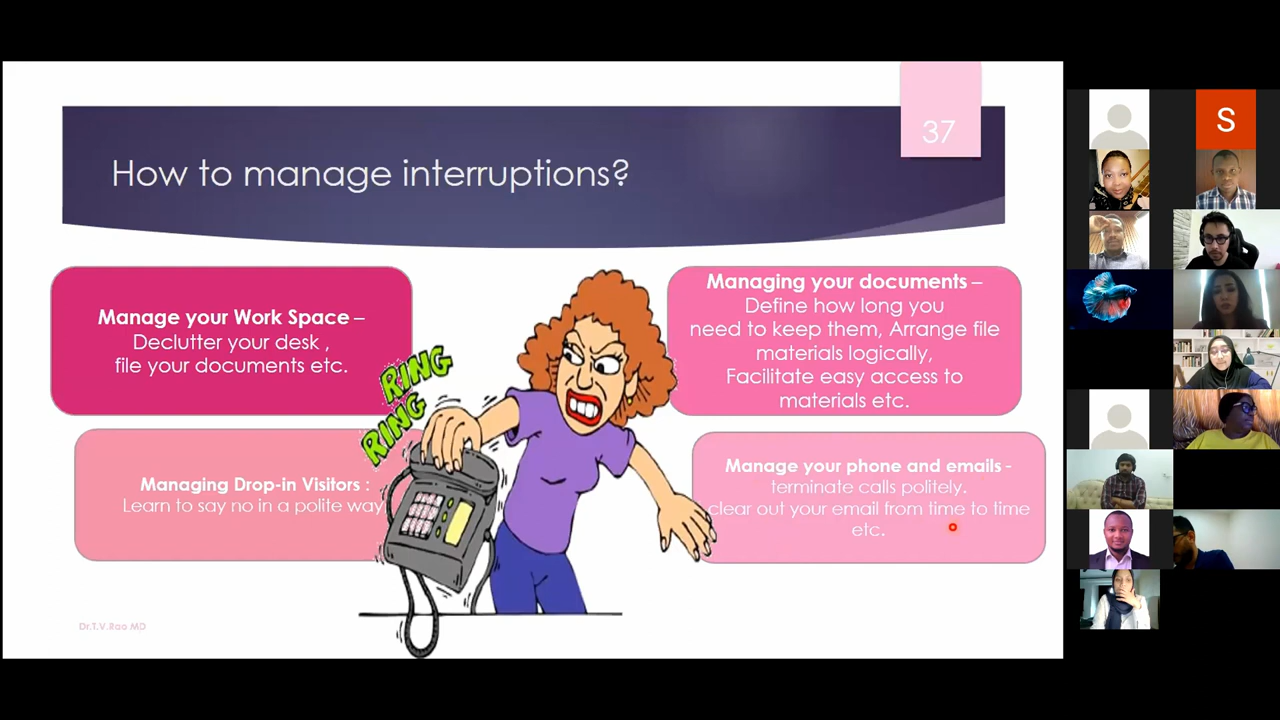 37
How to manage interruptions?
Manage your Work Space –
Declutter your desk ,
file your documents etc.
Managing your documents –
Define how long you
need to keep them, Arrange file
materials logically,
Facilitate easy access to
materials etc.
RING
RING
Managing Drop-in Visitors :
Learn to say no in a polite way
Manage your phone and emails-
terminate calls politely.
clear out your email from time to time
etc.
Dr.T.V.Rao MD
S